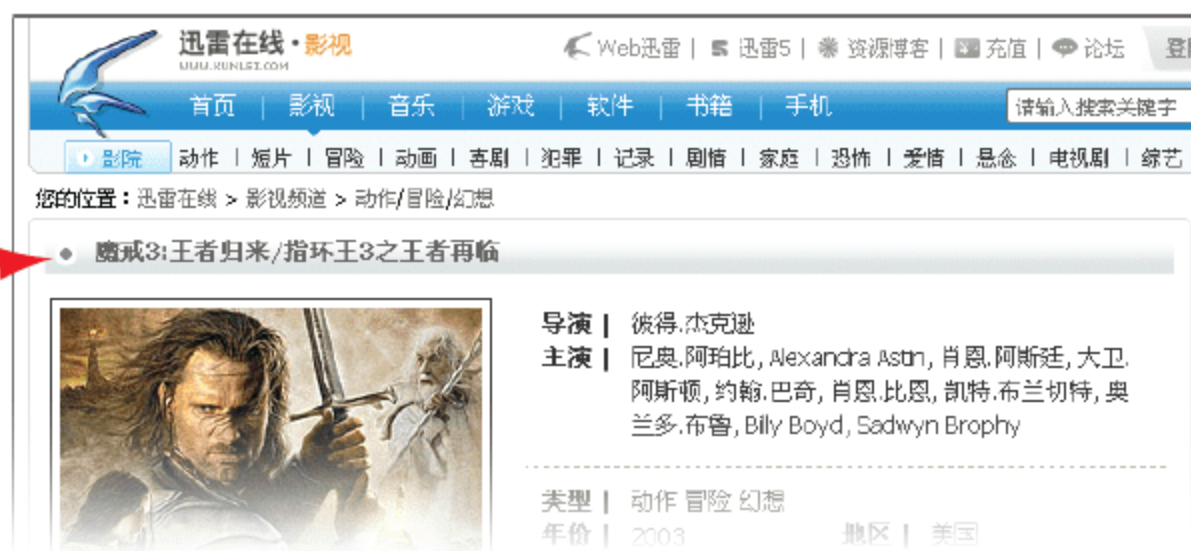 迅雷在线·影视
WWW.XUNLEI.COM
Web迅雷 | 迅雷5 | 资源博客 | 充值 | 论坛
首页 | 影视 | 音乐 | 游戏 | 软件 | 书籍 | 手机
请输入搜索关键字
影院 动作 | 短片 | 冒险 | 动画 | 喜剧 | 犯罪 | 记录 | 剧情 | 家庭 | 恐怖 | 爱情 | 悬念 | 电视剧 | 综艺
您的位置：迅雷在线 > 影视频道 > 动作/冒险/幻想
魔戒3:王者归来/指环王3之王者再临
导演 | 彼得.杰克逊
主演 | 尼奥.阿珀比, Alexandra Astin, 肖恩.阿斯廷, 大卫.
阿斯顿, 约翰.巴奇, 肖恩.比恩, 凯特.布兰切特, 奥
兰多.布鲁, Billy Boyd, Sadwyn Brophy
类型 | 动作 冒险 幻想
年价 | 2003 地区 | 美国